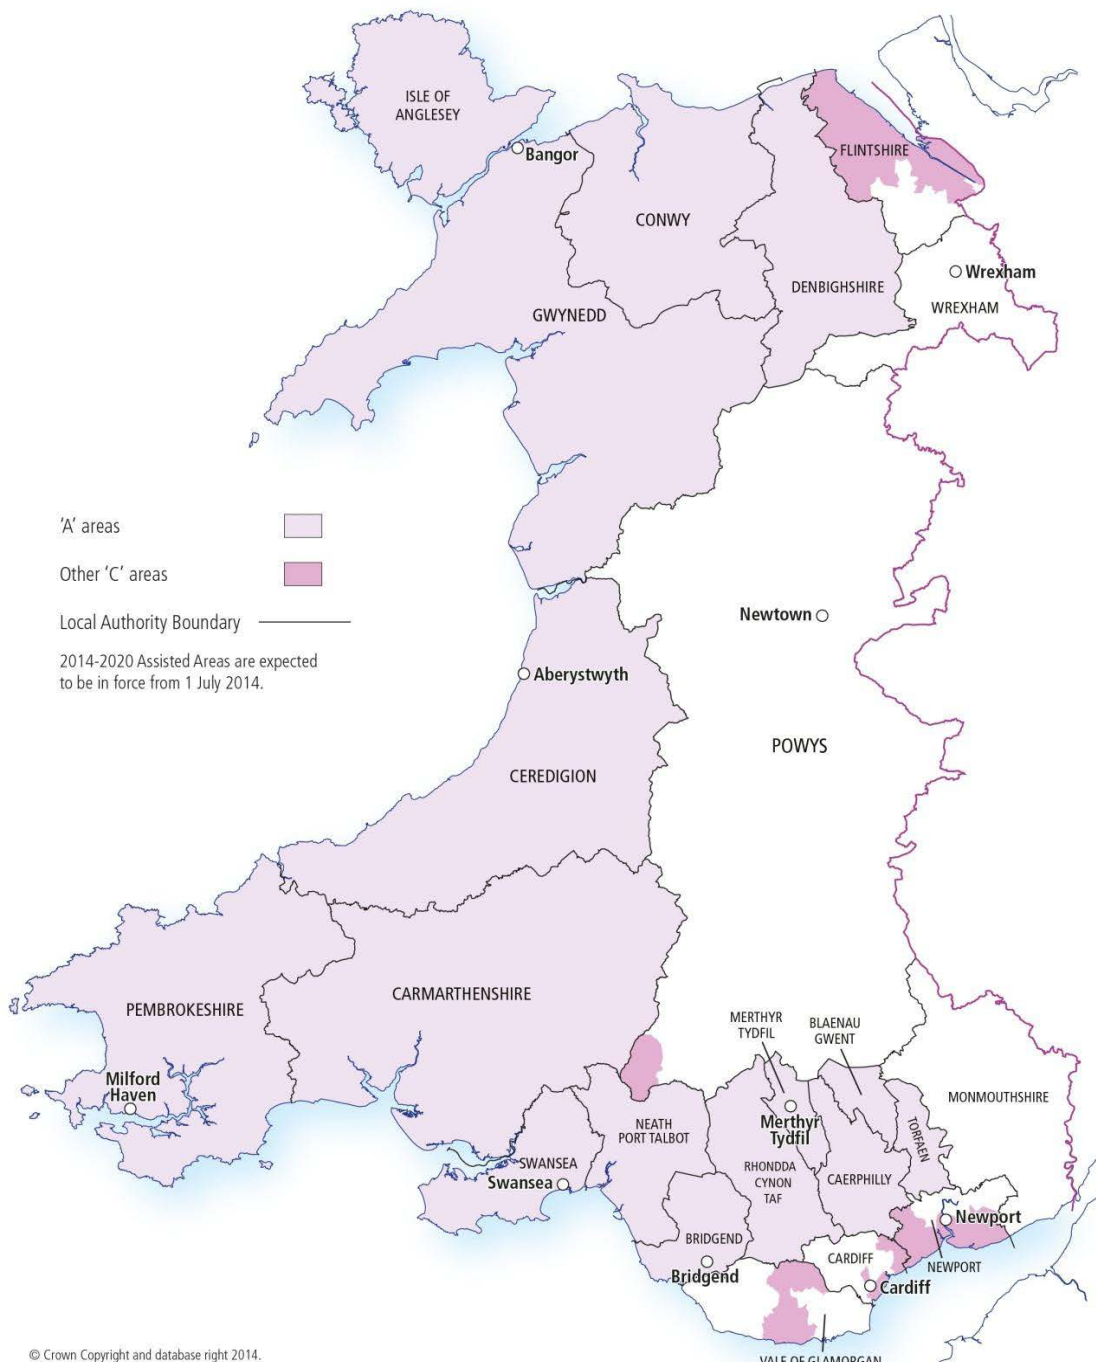 ISLE OF
ANGLESEY
Bangor
FLINTSHIRE
CONWY
Wrexham
DENBIGHSHIRE
WREXHAM
GWYNEDD
'A' areas
Other 'C' areas
Local Authority Boundary
2014-2020 Assisted Areas are expected
to be in force from 1 July 2014.
Newtown
Aberystwyth
POWYS
CEREDIGION
CARMARTHENSHIRE
PEMBROKESHIRE
MERTHYR
TYDFIL
BLAENAU
GWENT
Milford
Haven
MONMOUTHSHIRE
Merthyr
Tydfil
NEATH
PORT TALBOT
TORFAEN
SWANSEA
Swansea
RHONDDA
CYNON
TAF
CAERPHILLY
Newport
BRIDGEND
CARDIFF
NEWPORT
Bridgend
Cardiff
VALE OF GLAMORGAN
© Crown Copyright and database right 2014.